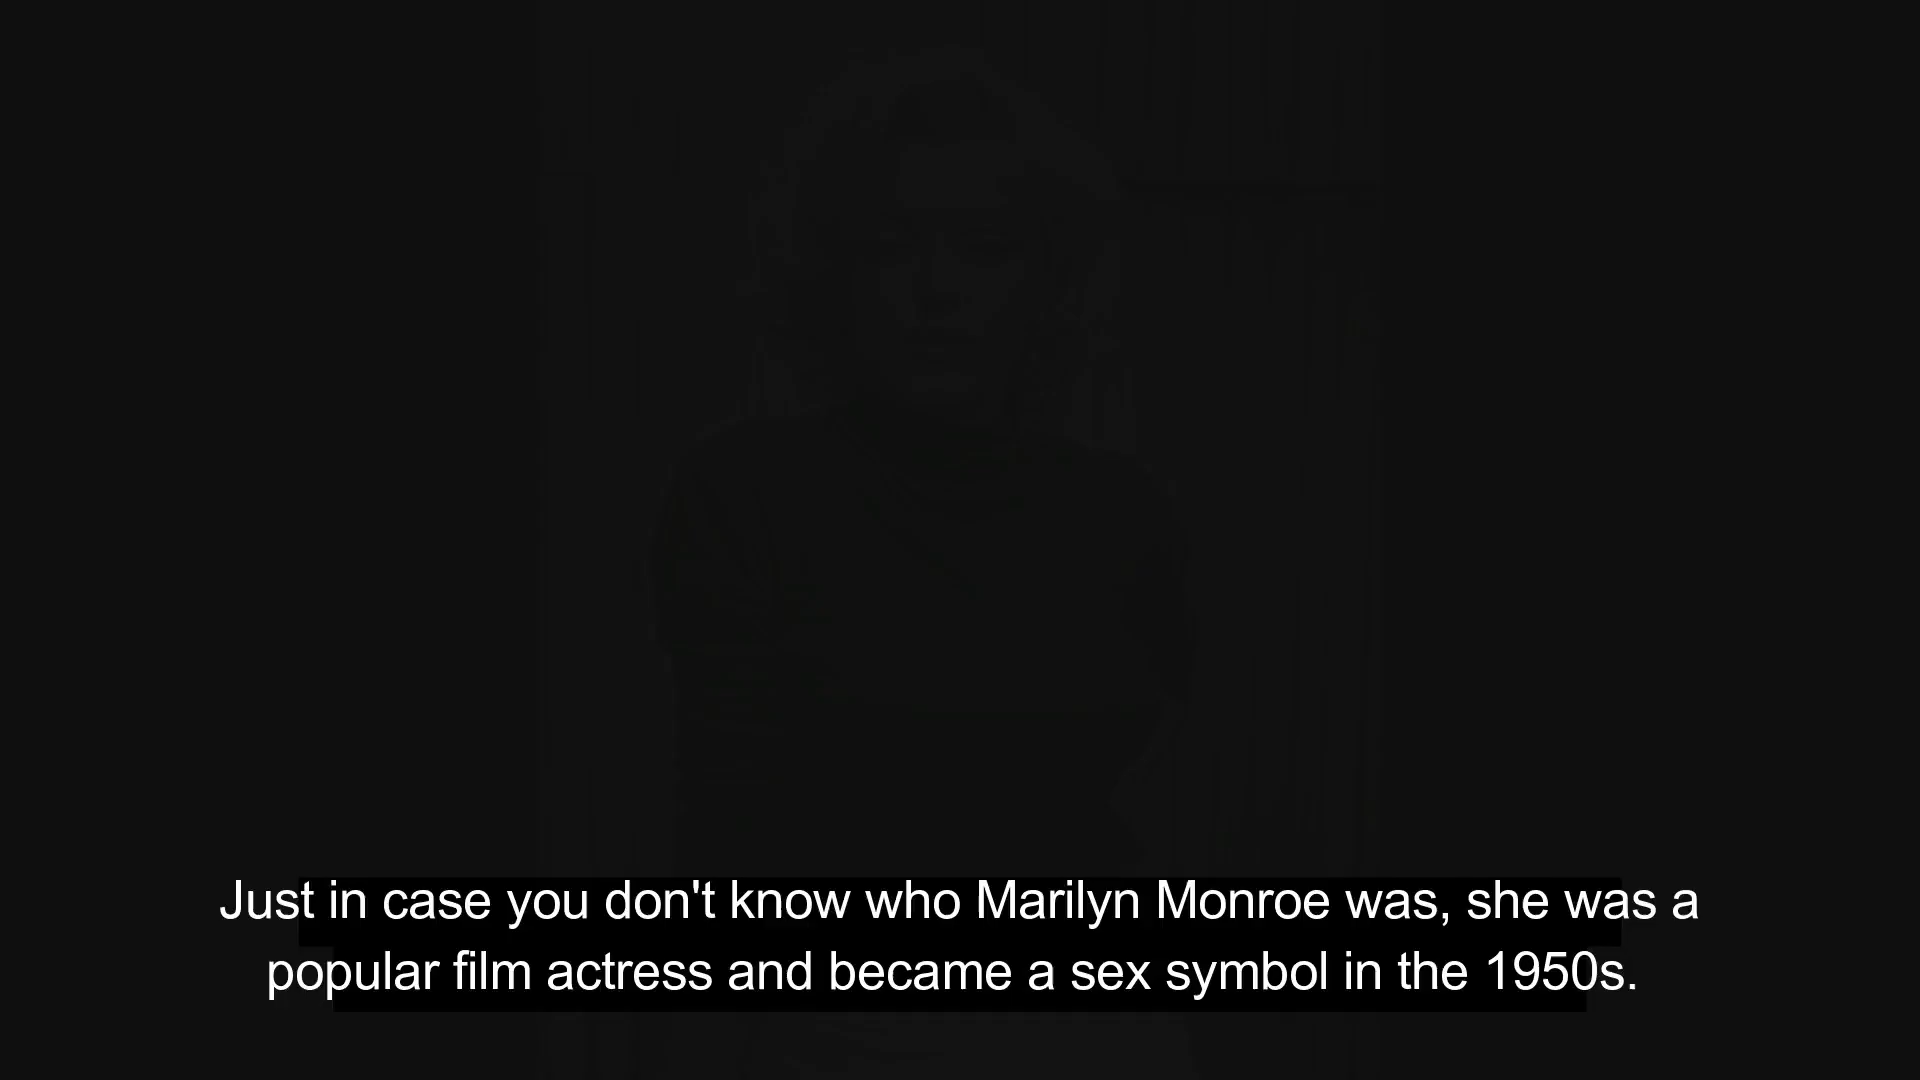 Just in case you don't know who Marilyn Monroe was, she was a
popular film actress and became a sex symbol in the 1950s.